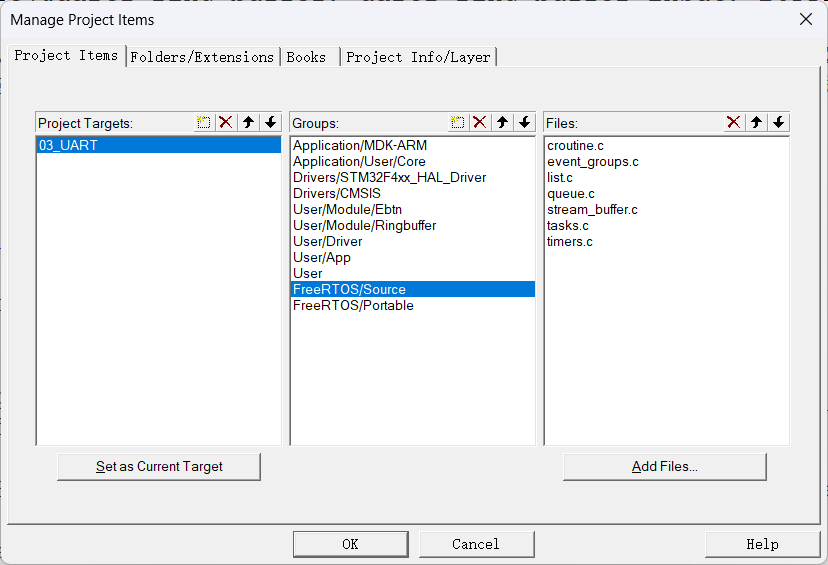 Manage Project Items
Project Items Folders/Extensions Books Project Info/Layer
Project Targets:
03_UART
Groups:
Application/MDK-ARM
Application/User/Core
Drivers/STM32F4xx_HAL_Driver
Drivers/CMSIS
User/Module/Ebtn
User/Module/Ringbuffer
User/Driver
User/App
User
FreeRTOS/Source
FreeRTOS/Portable
Files:
croutine.c
event_groups.c
list.c
queue.c
stream_buffer.c
tasks.c
timers.c
Set as Current Target
Add Files...
OK Cancel Help